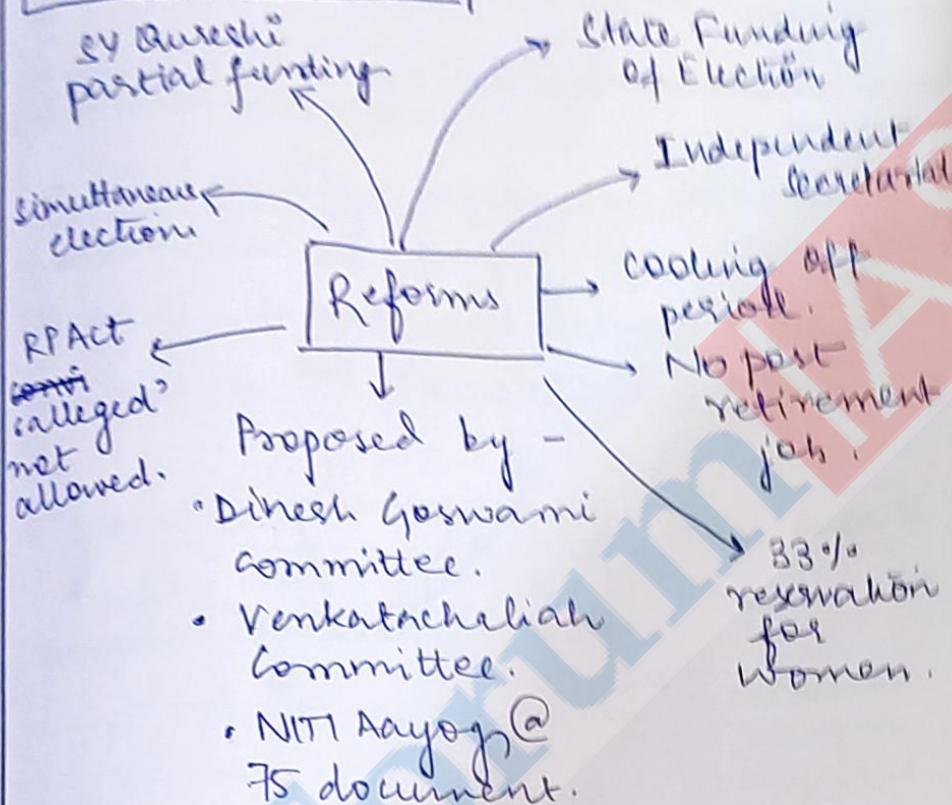 SY Qureshi
partial funding
State Funding
of Election
Independent
Secretariat
simultaneous
election.
Reforms
cooling off
period.
RPAct
'alleged'
not
allowed.
No post
retirement
job.
Proposed by -
• Dinesh Goswami
Committee.
• Venkatachaliah
Committee.
• NITI Aayog, @
75 document.
33%
reservation
for
women.
forumIAS